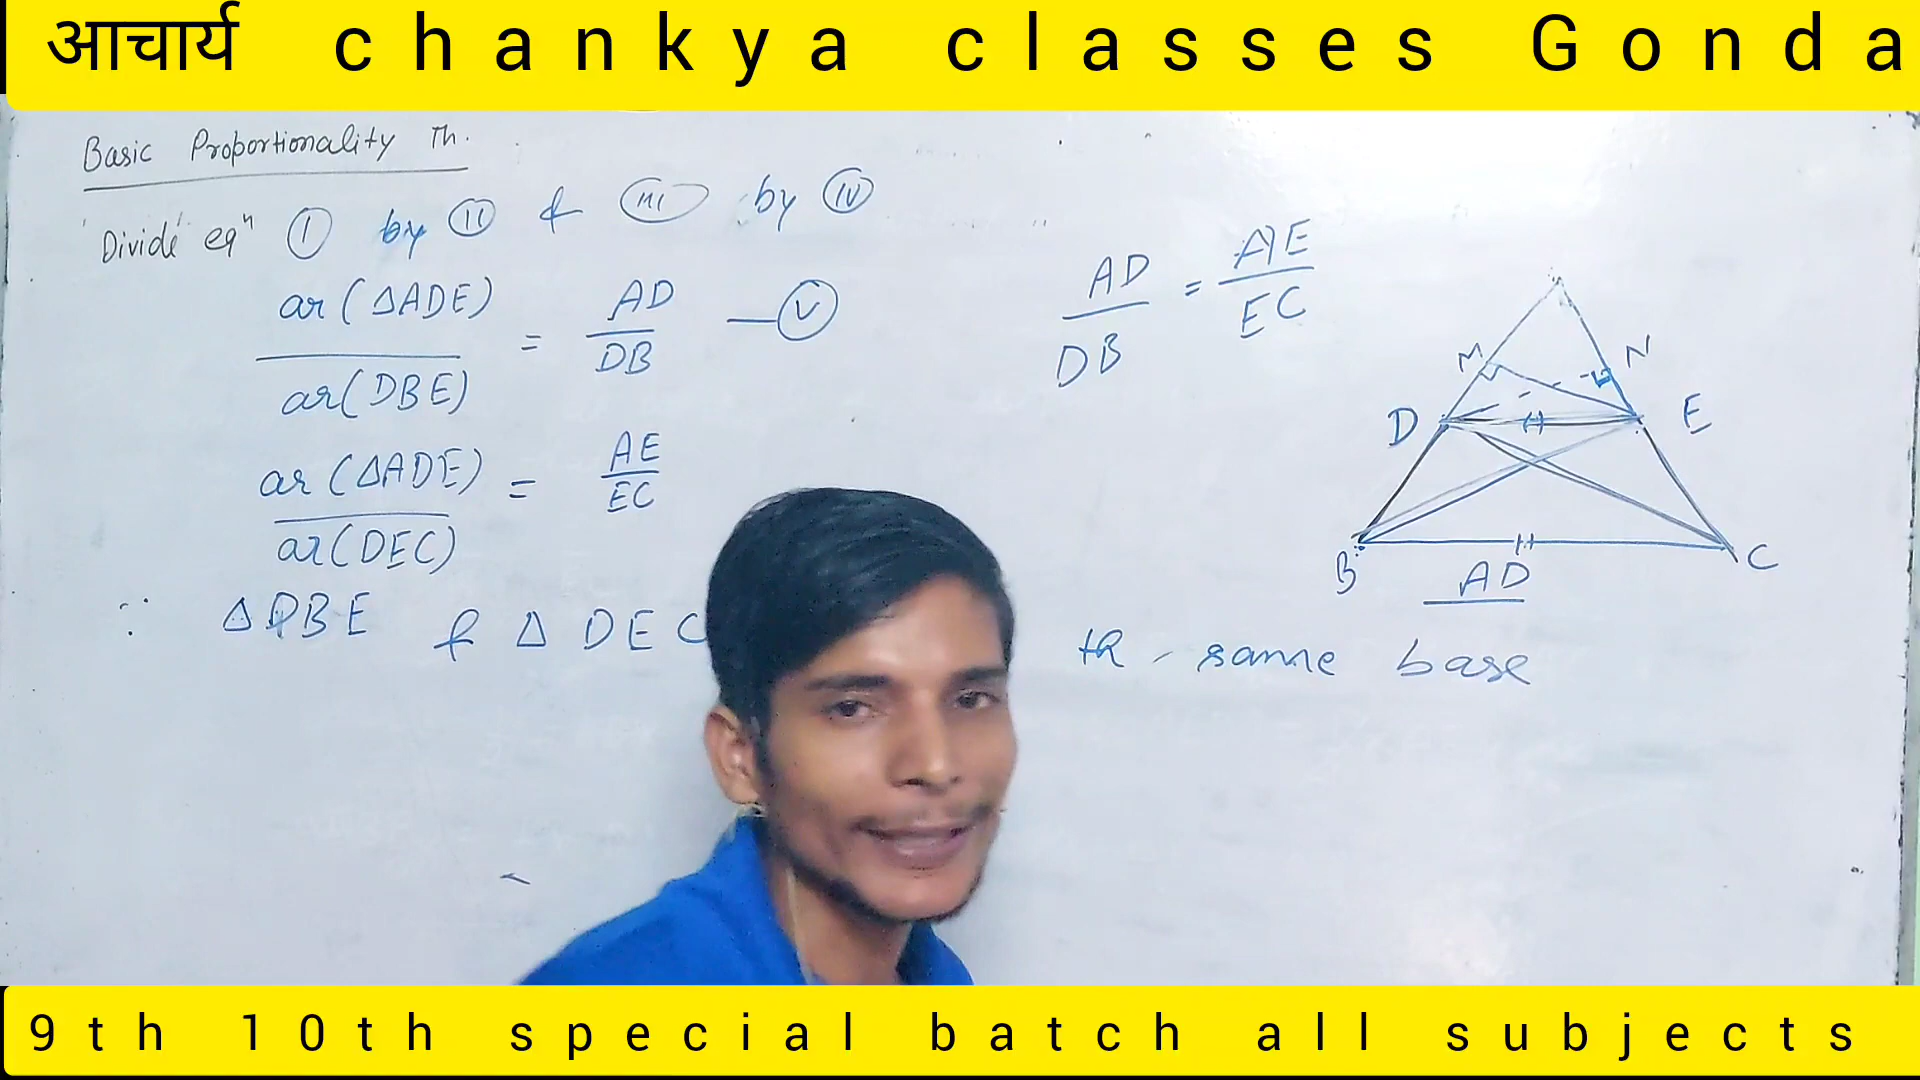 आचार्य chankya classes Gonda
Basic Proportionality Th.
"Divide" eqⁿ (I) by (II) & (III) by (IV)
ar(ΔADE) / ar(DBE) = AD / DB —(V)
ar(ΔADE) / ar(DEC) = AE / EC
∵ ΔDBE & Δ DEC
same base
AD / DB = AE / EC
M N
D E
B C
AD
9th 10th special batch all subjects